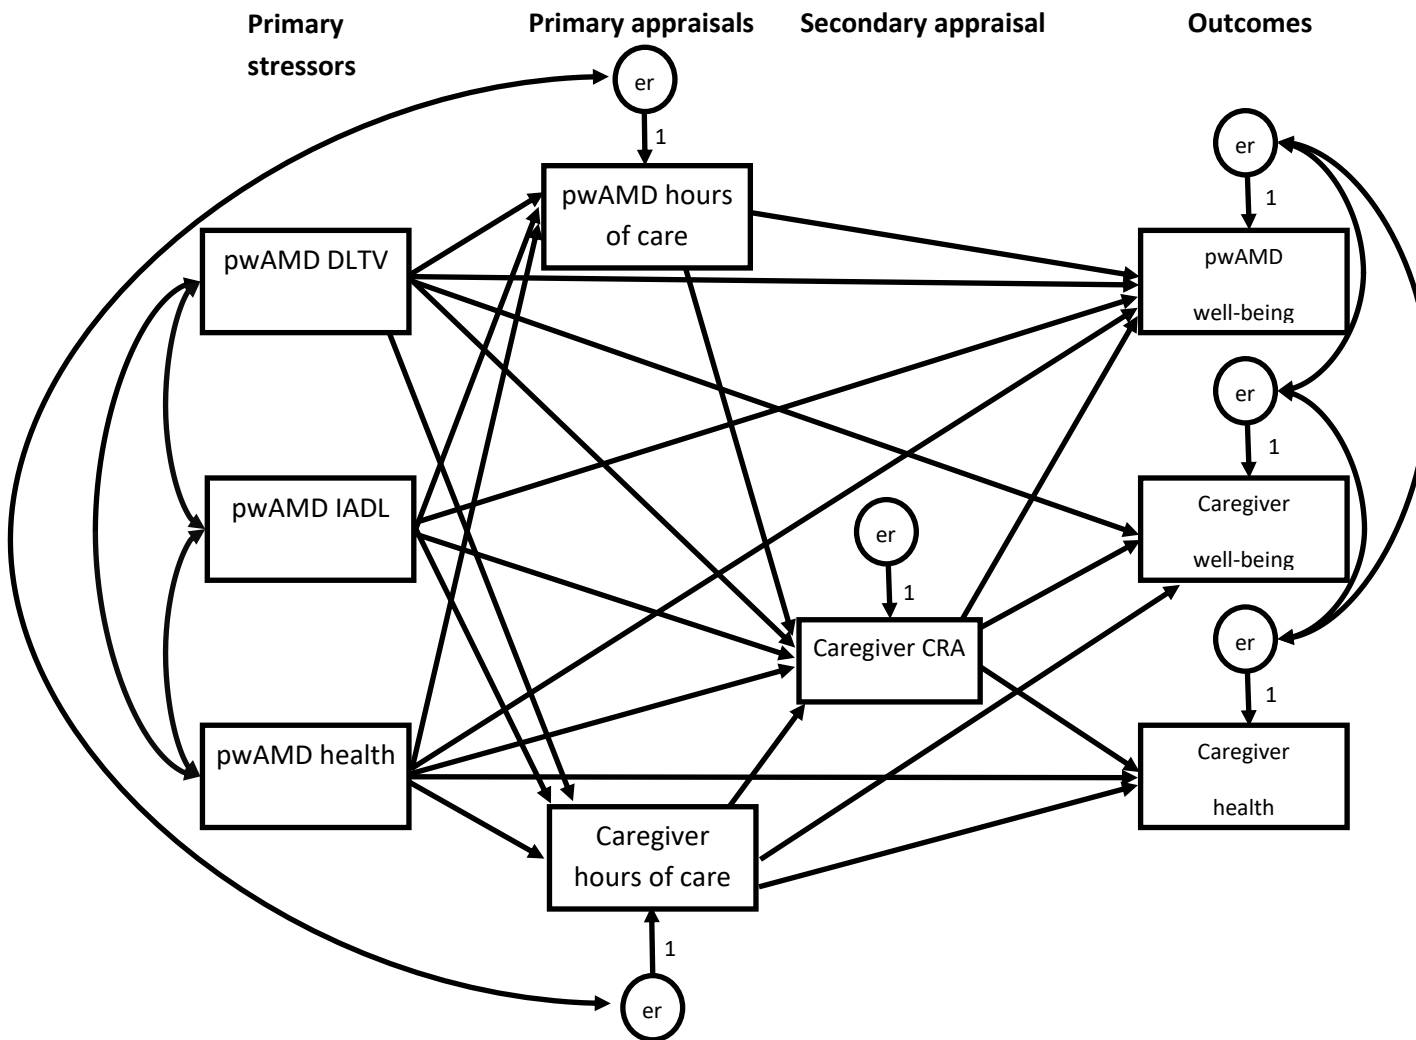 Primary
stressors
Primary appraisals
Secondary appraisal
Outcomes
er
1
pwAMD hours
of care
er
1
pwAMD
well-being
pwAMD DLTV
er
1
Caregiver
well-being
pwAMD IADL
er
1
Caregiver CRA
er
1
Caregiver
health
pwAMD health
Caregiver
hours of care
1
er